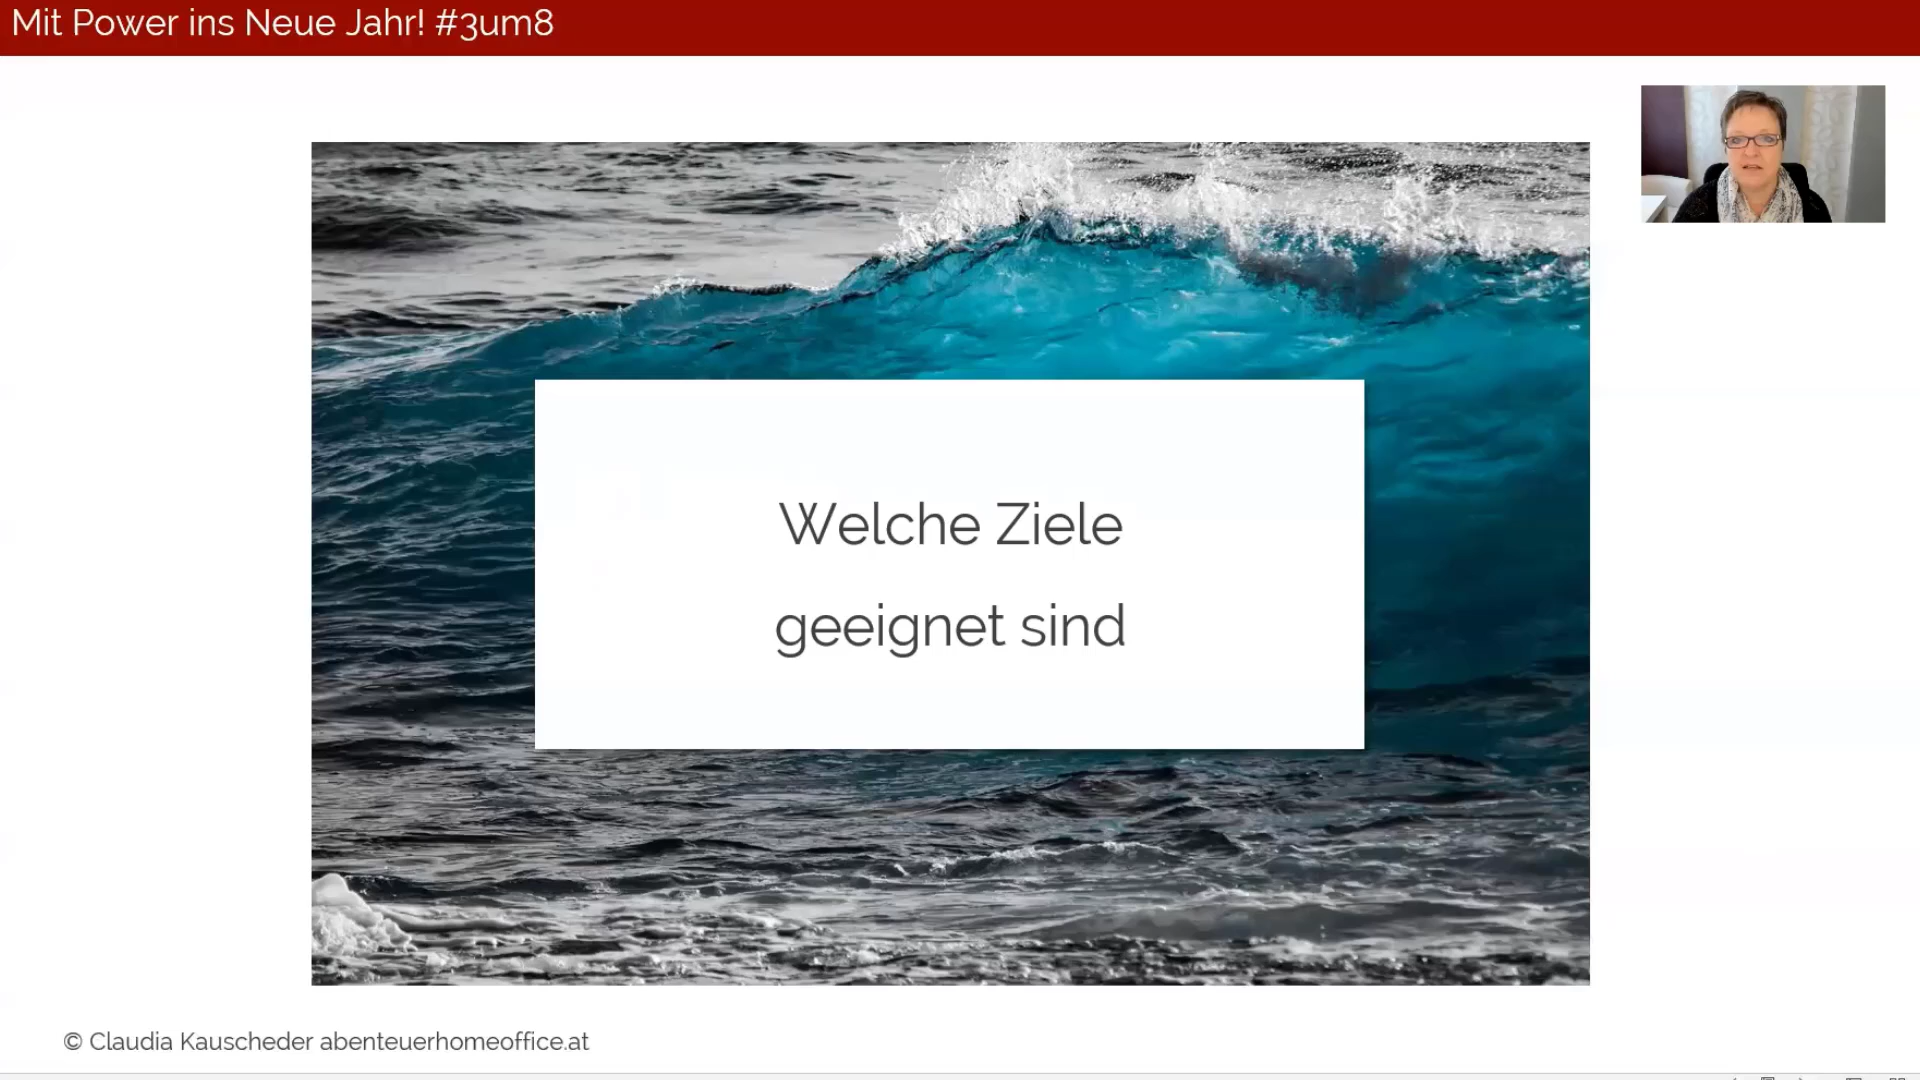 Mit Power ins Neue Jahr! #3um8
Welche Ziele
geeignet sind
© Claudia Kauscheder abenteuerhomeoffice.at